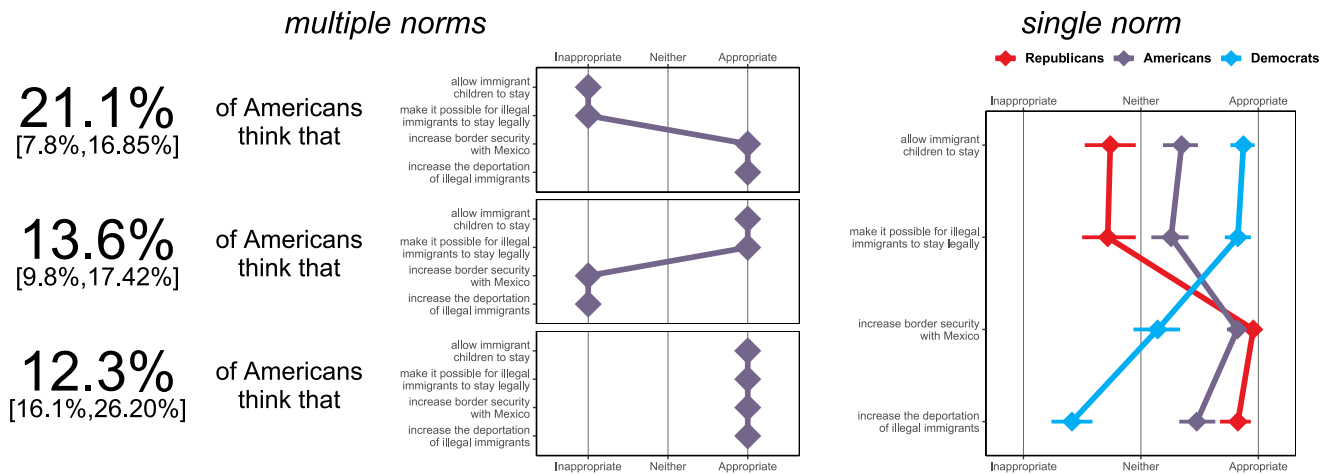 multiple norms
single norm
Republicans Americans Democrats
Inappropriate Neither Appropriate
21.1%
[7.8%,16.85%]
of Americans
think that
allow immigrant
children to stay
make it possible for illegal
immigrants to stay legally
increase border security
with Mexico
increase the deportation
of illegal immigrants
13.6%
[9.8%,17.42%]
of Americans
think that
allow immigrant
children to stay
make it possible for illegal
immigrants to stay legally
increase border security
with Mexico
increase the deportation
of illegal immigrants
12.3%
[16.1%,26.20%]
of Americans
think that
allow immigrant
children to stay
make it possible for illegal
immigrants to stay legally
increase border security
with Mexico
increase the deportation
of illegal immigrants
Inappropriate Neither Appropriate
Inappropriate Neither Appropriate
allow immigrant
children to stay
make it possible for illegal
immigrants to stay legally
increase border security
with Mexico
increase the deportation
of illegal immigrants
Inappropriate Neither Appropriate